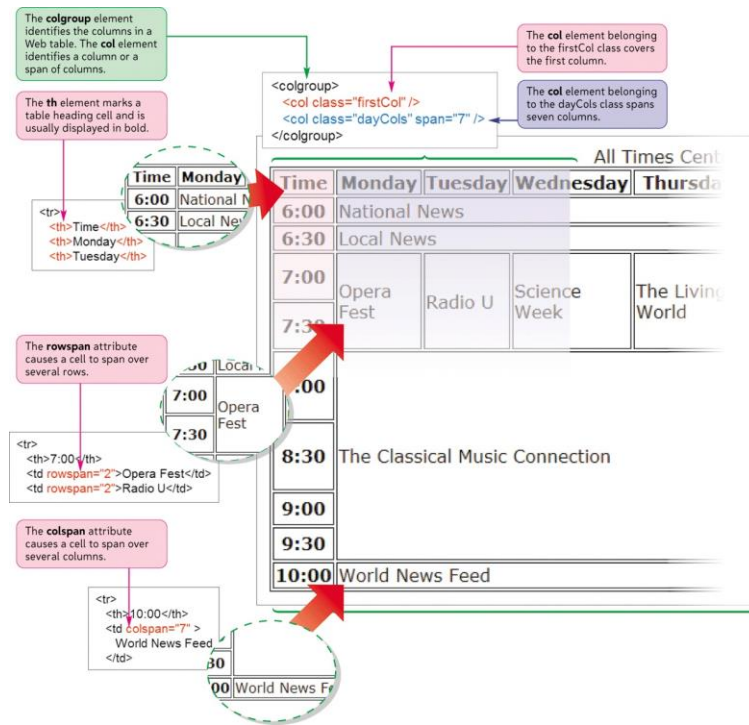 The colgroup element
identifies the columns in a
Web table. The col element
identifies a column or a
span of columns.
The col element belonging
to the firstCol class covers
the first column.
<colgroup>
<col class="firstCol" />
<col class="dayCols" span="7" />
</colgroup>
The col element belonging
to the dayCols class spans
seven columns.
The th element marks a
table heading cell and is
usually displayed in bold.
<tr>
<th>Time</th>
<th>Monday</th>
<th>Tuesday</th>
Time Monday
6:00 National N
6:30 Local New
All Times Cent
Time Monday Tuesday Wednesday Thursda
6:00 National News
6:30 Local News
7:00
Opera Fest Radio U Science Week The Living World
7:30
:00
8:30 The Classical Music Connection
9:00
9:30
10:00 World News Feed
The rowspan attribute
causes a cell to span over
several rows.
<tr>
<th>7:00</th>
<td rowspan="2">Opera Fest</td>
<td rowspan="2">Radio U</td>
Local
7:00 Opera
Fest
7:30
The colspan attribute
causes a cell to span over
several columns.
<tr>
<th>10:00</th>
<td colspan="7" >
World News Feed
</td>
30
00 World News Fe